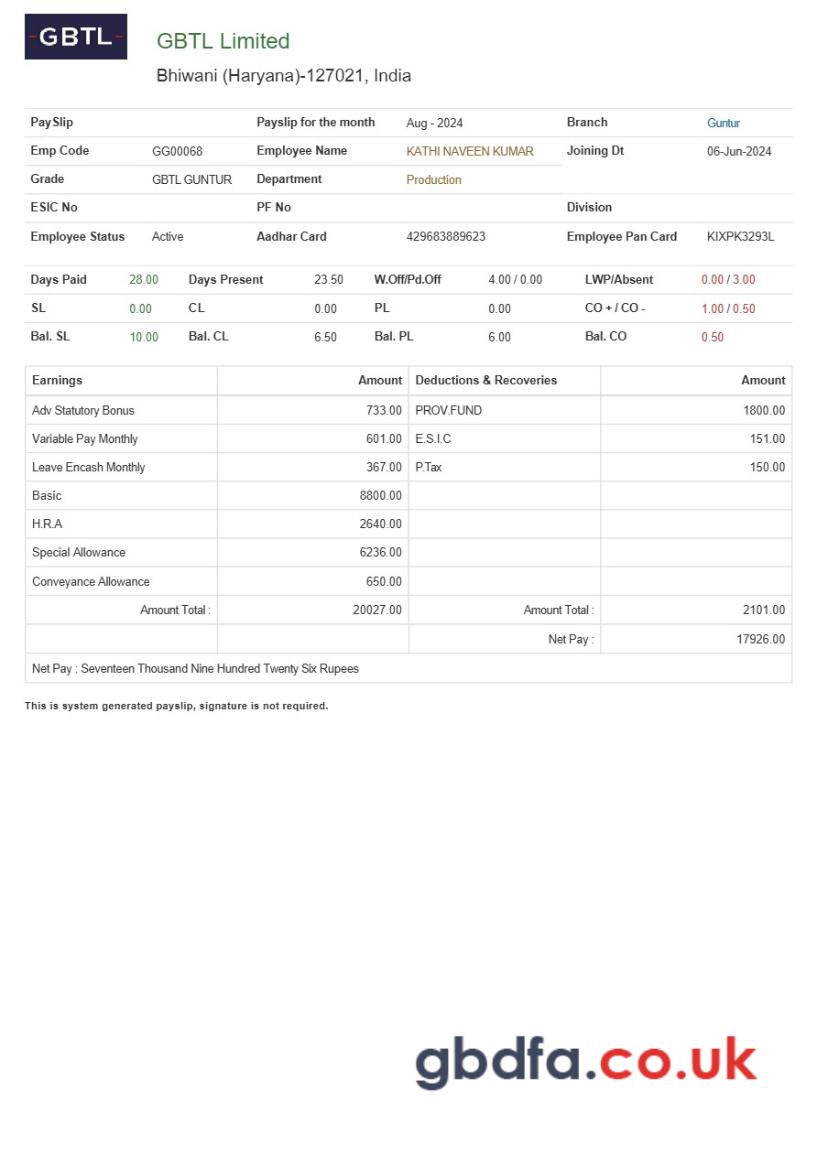 GBTL
GBTL Limited
Bhiwani (Haryana)-127021, India
PaySlip Payslip for the month Aug - 2024 Branch Guntur
Emp Code GG00068 Employee Name KATHI NAVEEN KUMAR Joining Dt 06-Jun-2024
Grade GBTL GUNTUR Department Production
ESIC No PF No Division
Employee Status Active Aadhar Card 429683889623 Employee Pan Card KIXPK3293L
Days Paid 28.00 Days Present 23.50 W.Off/Pd.Off 4.00 / 0.00 LWP/Absent 0.00 / 3.00
SL 0.00 CL 0.00 PL 0.00 CO + / CO - 1.00 / 0.50
Bal. SL 10.00 Bal. CL 6.50 Bal. PL 6.00 Bal. CO 0.50
Earnings Amount Deductions & Recoveries Amount
Adv Statutory Bonus 733.00 PROV.FUND 1800.00
Variable Pay Monthly 601.00 E.S.I.C 151.00
Leave Encash Monthly 367.00 P.Tax 150.00
Basic 8800.00
H.R.A 2640.00
Special Allowance 6236.00
Conveyance Allowance 650.00
Amount Total : 20027.00 Amount Total : 2101.00
Net Pay : 17926.00
Net Pay : Seventeen Thousand Nine Hundred Twenty Six Rupees
This is system generated payslip, signature is not required.
gbdfa.co.uk